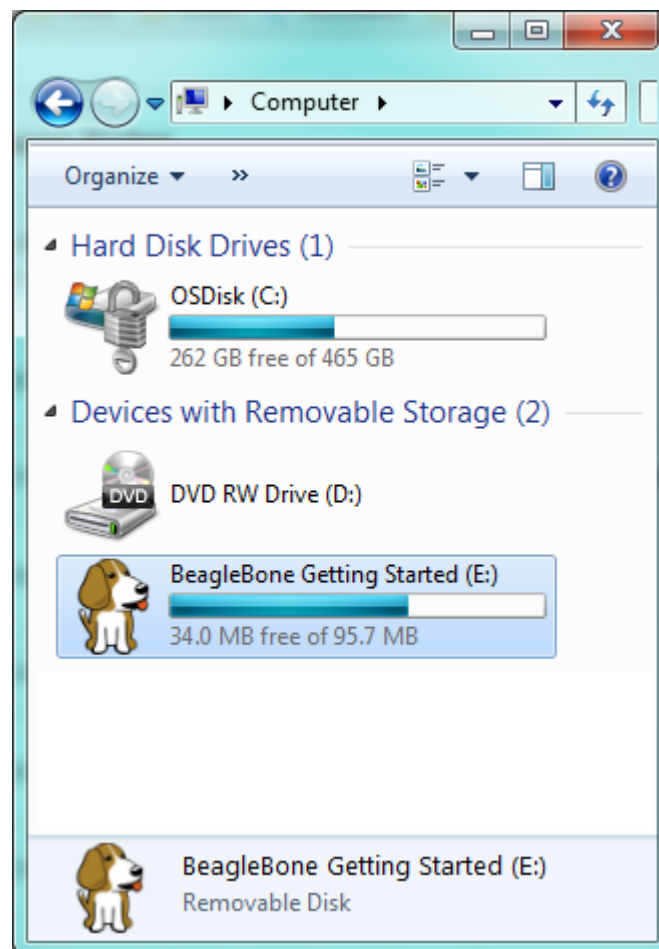 Computer
Organize »
Hard Disk Drives (1)
OSDisk (C:)
262 GB free of 465 GB
Devices with Removable Storage (2)
DVD
DVD RW Drive (D:)
BeagleBone Getting Started (E:)
34.0 MB free of 95.7 MB
BeagleBone Getting Started (E:)
Removable Disk